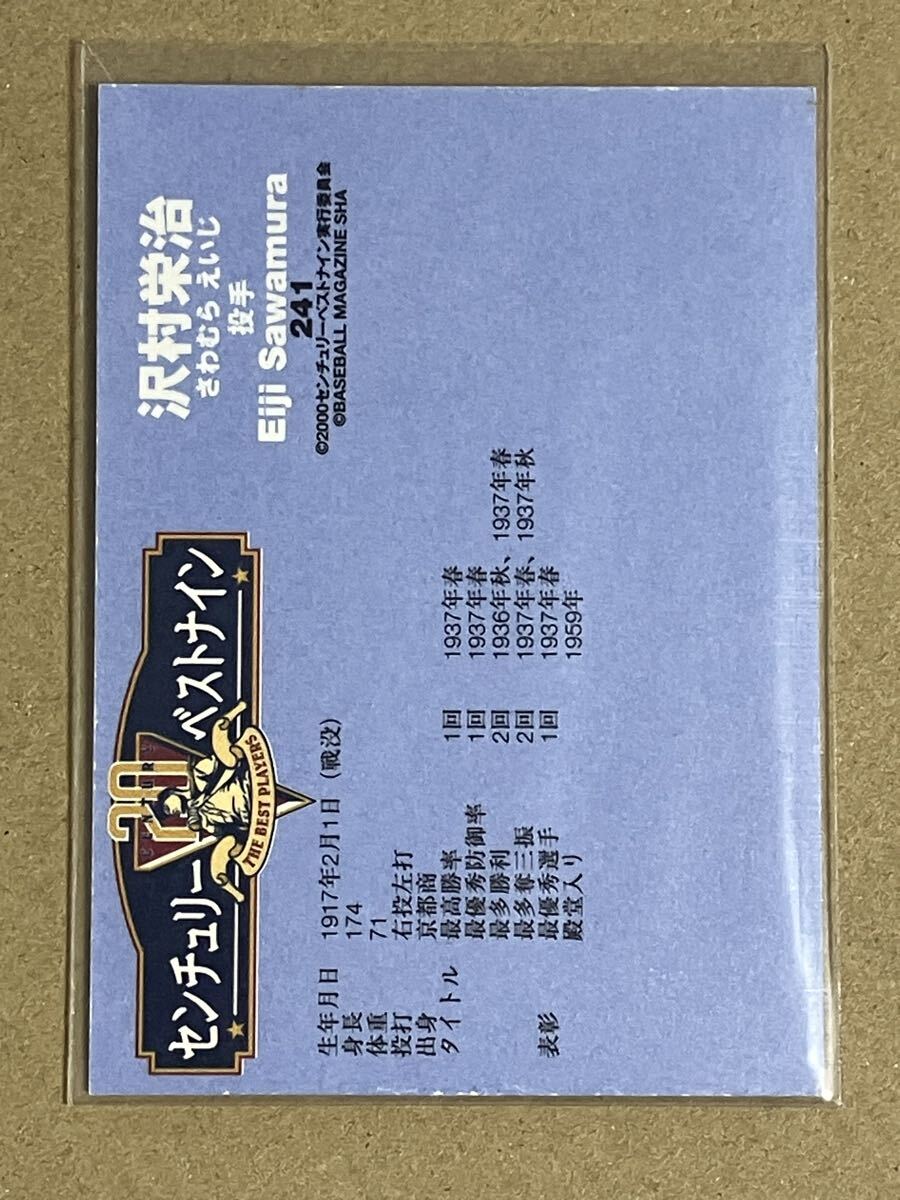 センチュリーベストナイン
20
CENTURY
THE BEST PLAYERS
沢村栄治
さわむら えいじ
投手
Eiji Sawamura
241
©2000センチュリーベストナイン実行委員会
©BASEBALL MAGAZINE SHA
生年月日 1917年2月1日(戦没)
身長 174
体重 71
投打 右投左打
出身 京都商
タイトル 最高勝率 1回 1937年春
最優秀防御率 1回 1937年春
最多勝利 2回 1936年秋、1937年春
最多奪三振 2回 1937年春、1937年秋
表彰 最優秀選手 1回 1937年春
殿堂入り 1959年